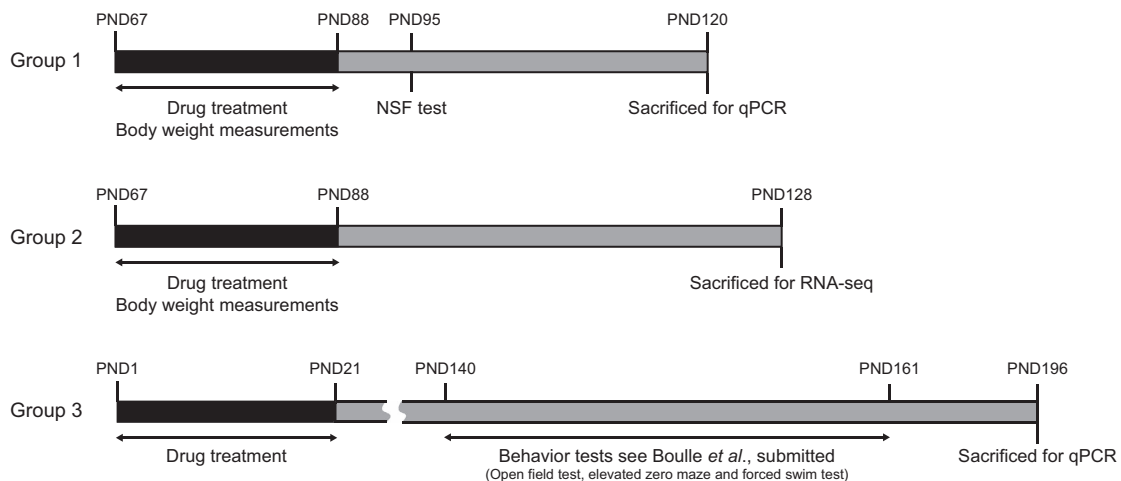 PND67 PND88 PND95 PND120
Group 1
Drug treatment NSF test Sacrificed for qPCR
Body weight measurements
PND67 PND88 PND128
Group 2
Drug treatment Sacrificed for RNA-seq
Body weight measurements
PND1 PND21 PND140 PND161 PND196
Group 3
Drug treatment Behavior tests see Boulle et al., submitted Sacrificed for qPCR
(Open field test, elevated zero maze and forced swim test)